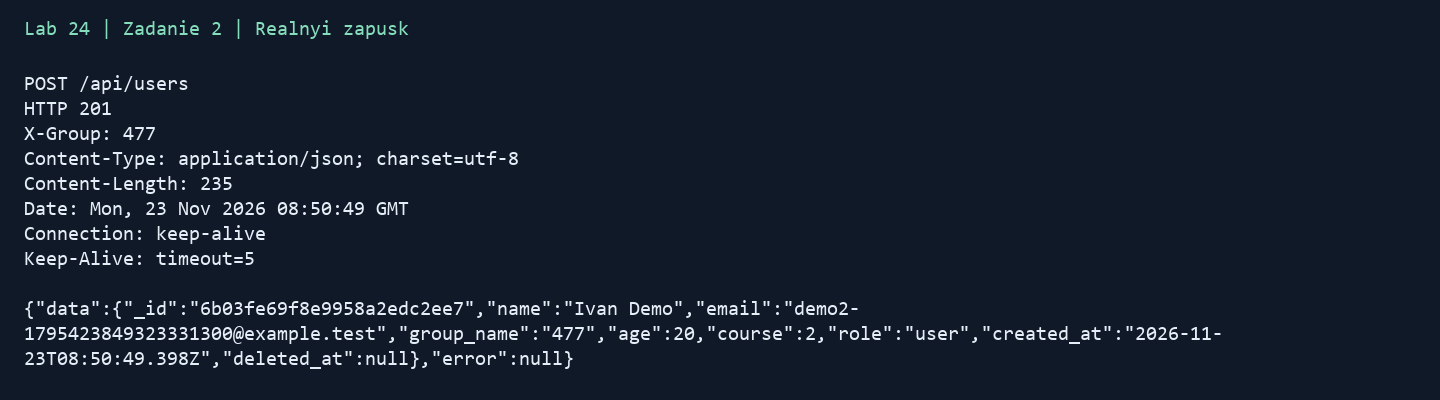 Lab 24 | Zadanie 2 | Realnyi zapusk
POST /api/users
HTTP 201
X-Group: 477
Content-Type: application/json; charset=utf-8
Content-Length: 235
Date: Mon, 23 Nov 2026 08:50:49 GMT
Connection: keep-alive
Keep-Alive: timeout=5
{"data":{"_id":"6b03fe69f8e9958a2edc2ee7","name":"Ivan Demo","email":"demo2-
1795423849323331300@example.test","group_name":"477","age":20,"course":2,"role":"user","created_at":"2026-11-
23T08:50:49.398Z","deleted_at":null},"error":null}